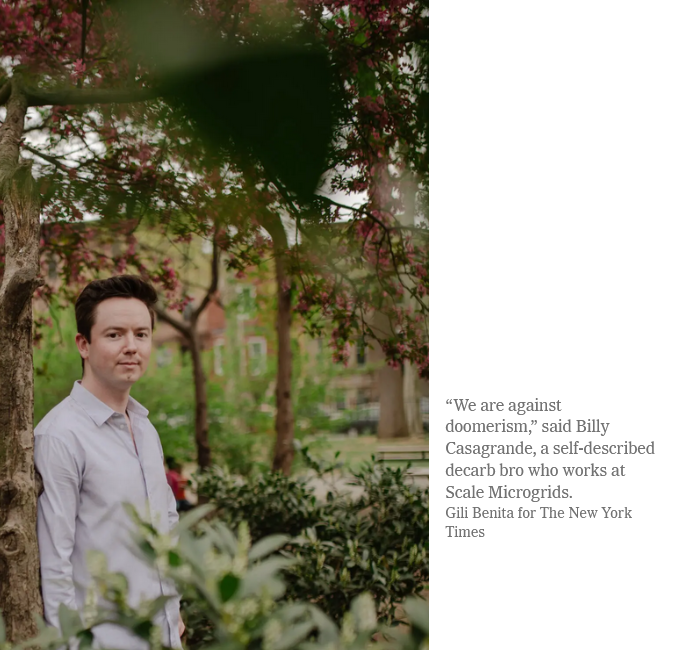 “We are against
doomerism,” said Billy
Casagrande, a self-described
decarb bro who works at
Scale Microgrids.
Gili Benita for The New York
Times